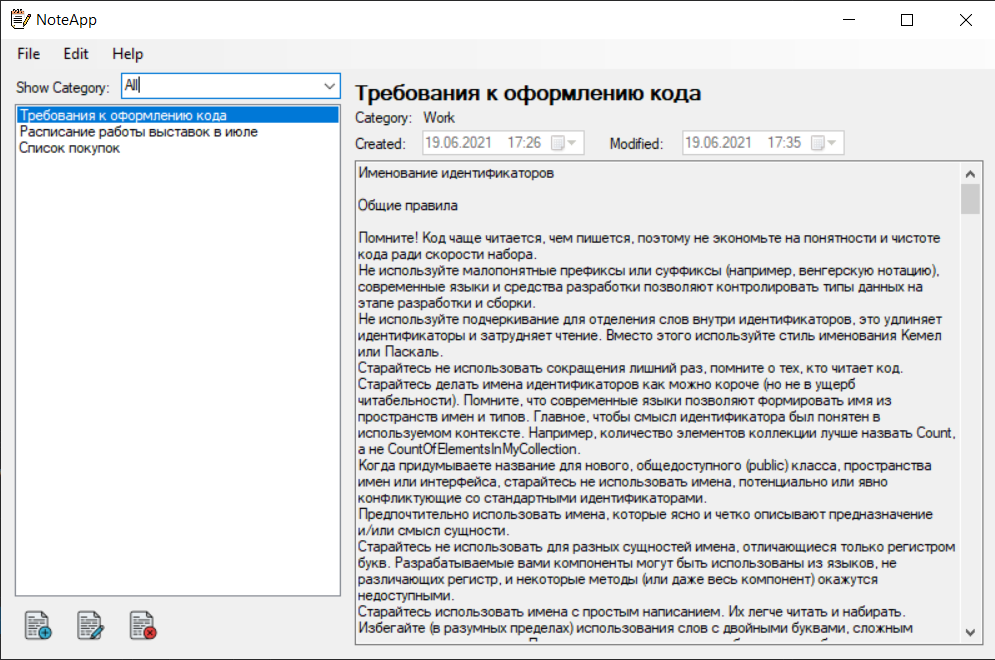 NoteApp
File Edit Help
Show Category: All
Требования к оформлению кода
Расписание работы выставок в июле
Список покупок
Требования к оформлению кода
Category: Work
Created: 19.06.2021 17:26 Modified: 19.06.2021 17:35
Именование идентификаторов
Общие правила
Помните! Код чаще читается, чем пишется, поэтому не экономьте на понятности и чистоте
кода ради скорости набора.
Не используйте малопонятные префиксы или суффиксы (например, венгерскую нотацию),
современные языки и средства разработки позволяют контролировать типы данных на
этапе разработки и сборки.
Не используйте подчеркивание для отделения слов внутри идентификаторов, это удлиняет
идентификаторы и затрудняет чтение. Вместо этого используйте стиль именования Кемел
или Паскаль.
Старайтесь не использовать сокращения лишний раз, помните о тех, кто читает код.
Старайтесь делать имена идентификаторов как можно короче (но не в ущерб
читабельности). Помните, что современные языки позволяют формировать имя из
пространств имен и типов. Главное, чтобы смысл идентификатора был понятен в
используемом контексте. Например, количество элементов коллекции лучше назвать Count,
а не CountOfElementsInMyCollection.
Когда придумываете название для нового, общедоступного (public) класса, пространства
имен или интерфейса, старайтесь не использовать имена, потенциально или явно
конфликтующие со стандартными идентификаторами.
Предпочтительно использовать имена, которые ясно и четко описывают предназначение
и/или смысл сущности.
Старайтесь не использовать для разных сущностей имена, отличающиеся только регистром
букв. Разрабатываемые вами компоненты могут быть использованы из языков, не
различающих регистр, и некоторые методы (или даже весь компонент) окажутся
недоступными.
Старайтесь использовать имена с простым написанием. Их легче читать и набирать.
Избегайте (в разумных пределах) использования слов с двойными буквами, сложным